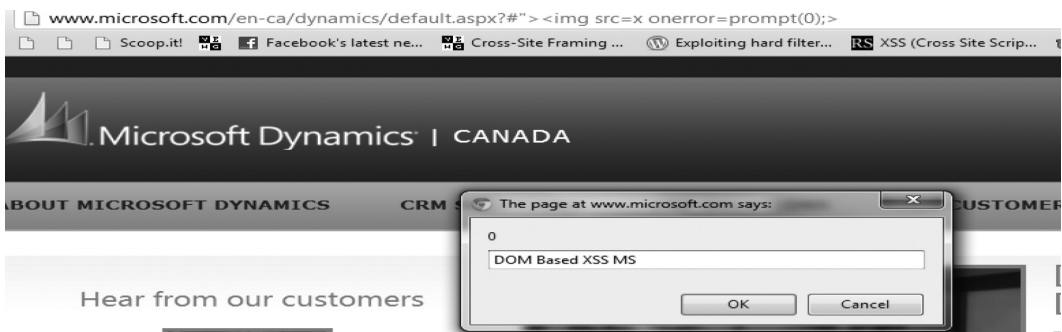 www.microsoft.com/en-ca/dynamics/default.aspx?#"><img src=x onerror=prompt(0);>
Scoop.it! Facebook's latest ne... Cross-Site Framing ... Exploiting hard filter... RS XSS (Cross Site Scrip...
Microsoft Dynamics | CANADA
ABOUT MICROSOFT DYNAMICS CRM CUSTOMER
The page at www.microsoft.com says:
0
DOM Based XSS MS
OK Cancel
Hear from our customers